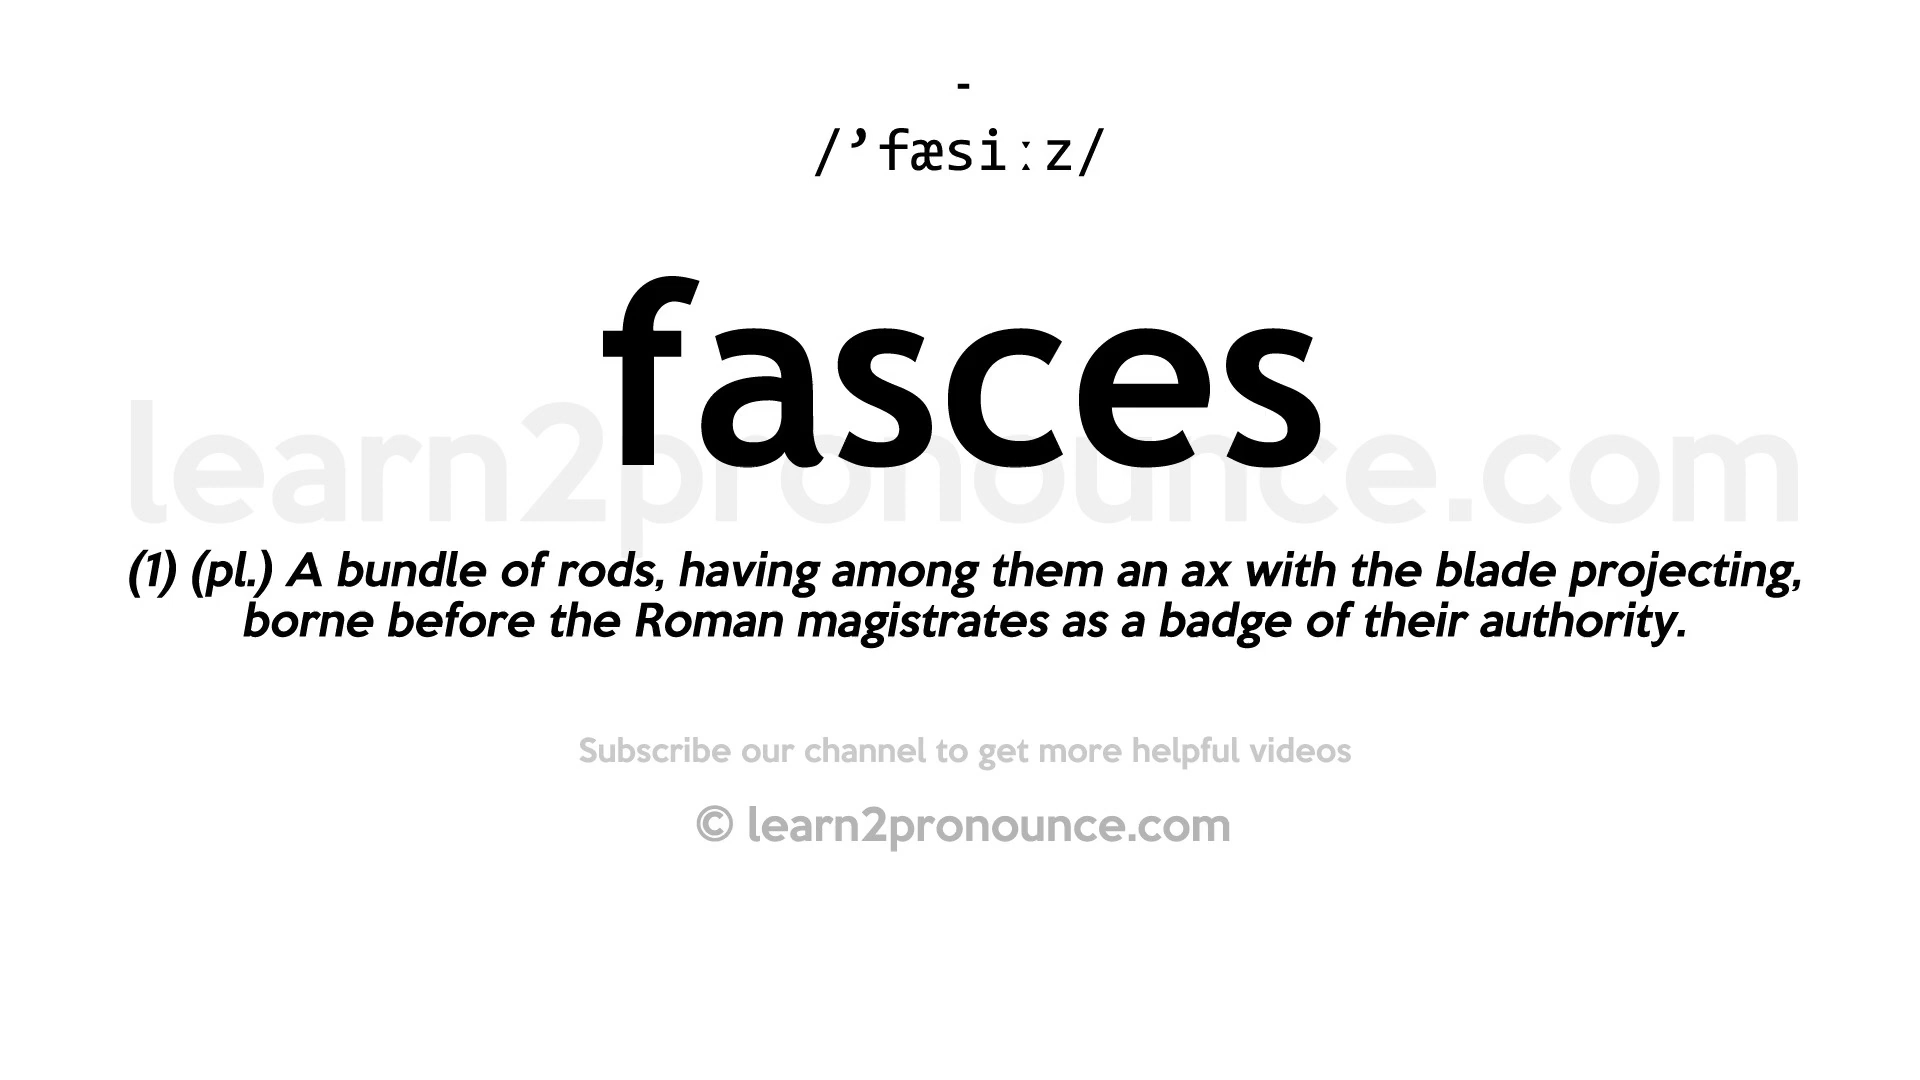 -
/’fæsiːz/
fasces
learn2pronounce.com
(1) (pl.) A bundle of rods, having among them an ax with the blade projecting,
borne before the Roman magistrates as a badge of their authority.
Subscribe our channel to get more helpful videos
© learn2pronounce.com